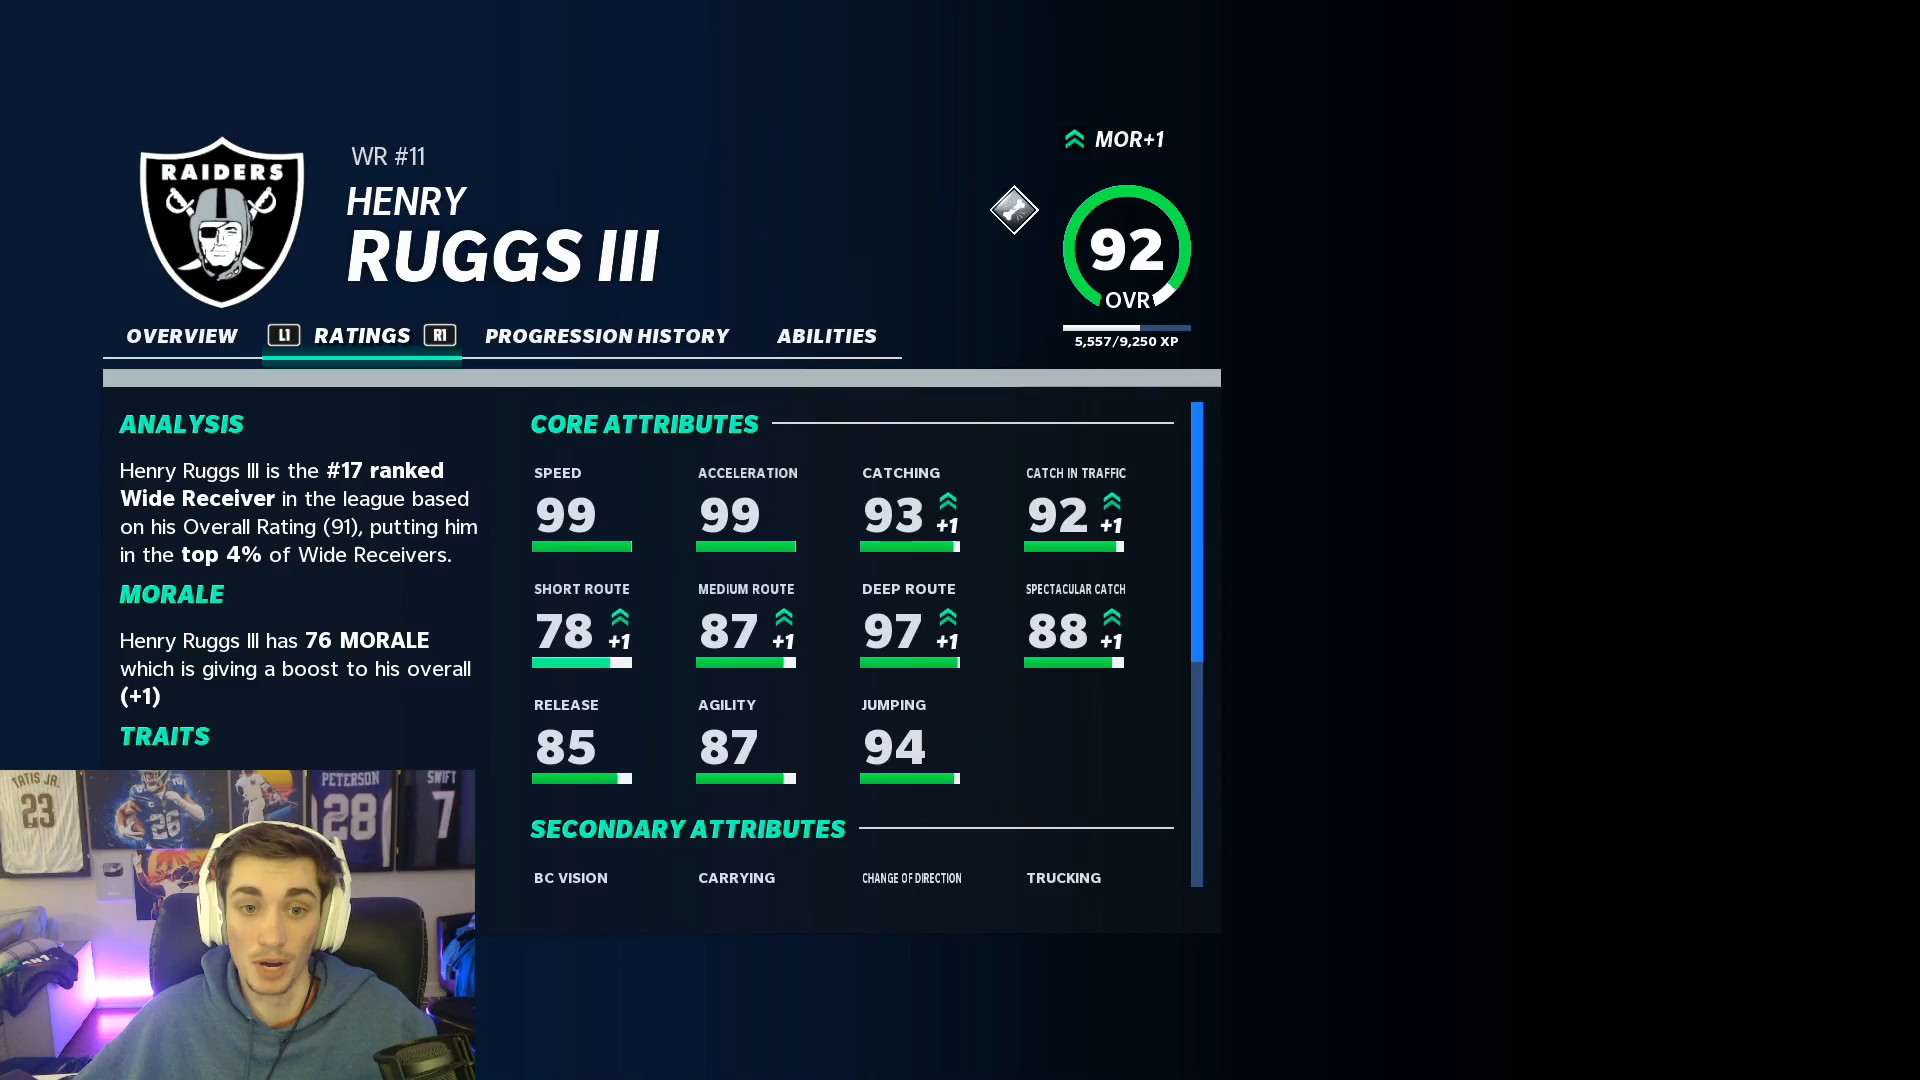 MOR+1
RAIDERS
WR #11
HENRY
RUGGS III
92
OVR
5,557/9,250 XP
OVERVIEW L1 RATINGS R1 PROGRESSION HISTORY ABILITIES
ANALYSIS
Henry Ruggs III is the #17 ranked
Wide Receiver in the league based
on his Overall Rating (91), putting him
in the top 4% of Wide Receivers.
MORALE
Henry Ruggs III has 76 MORALE
which is giving a boost to his overall
(+1)
TRAITS
CORE ATTRIBUTES
SPEED ACCELERATION CATCHING CATCH IN TRAFFIC
99 99 93 +1 92 +1
SHORT ROUTE MEDIUM ROUTE DEEP ROUTE SPECTACULAR CATCH
78 +1 87 +1 97 +1 88 +1
RELEASE AGILITY JUMPING
85 87 94
SECONDARY ATTRIBUTES
BC VISION CARRYING CHANGE OF DIRECTION TRUCKING
TATIS JR.
23
26
PETERSON
28
SWIFT
7